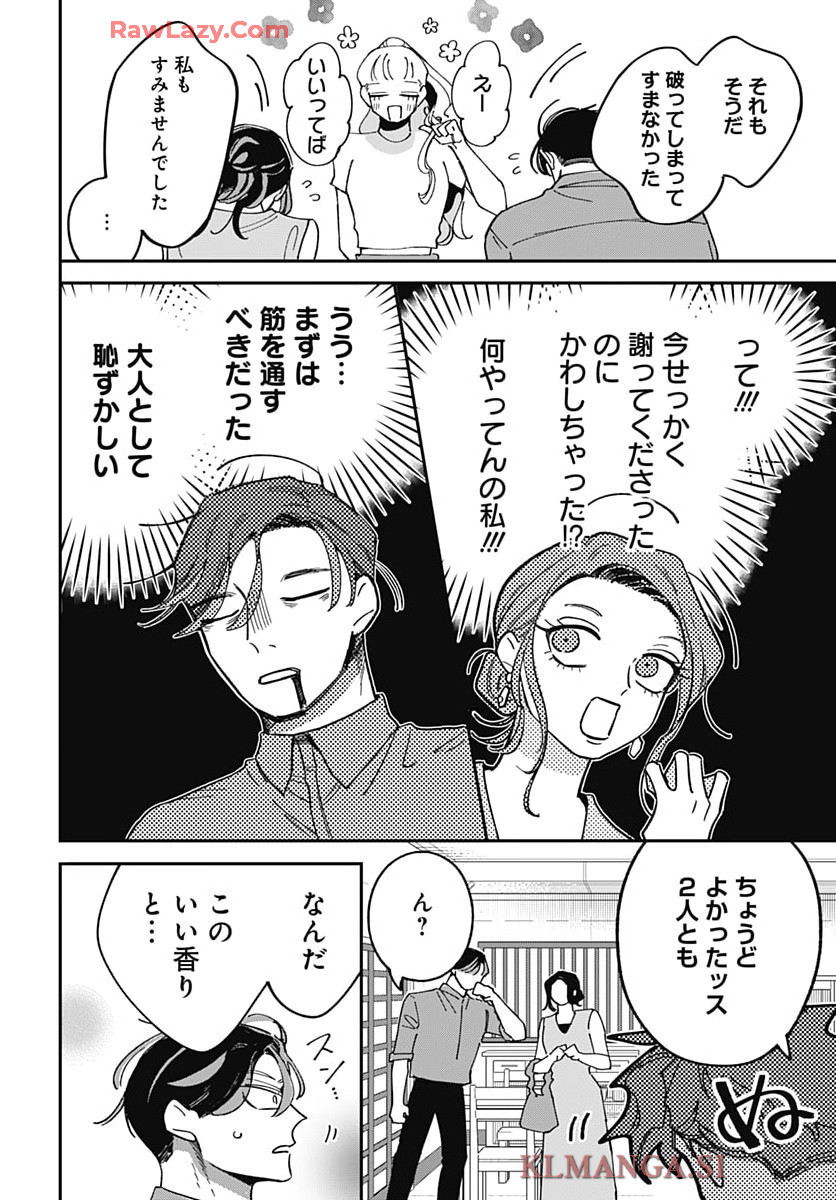 RawLazy.Com
それも
そうだ
破ってしまって
すまなかった
えー
いいってば
私も
すみませんでした
…
って!!!
今せっかく
謝ってくださった
のに
かわしちゃった!?
何やってんの私!!!
うう…
まずは
筋を通す
べきだった
大人として
恥ずかしい
ちょうど
よかったッス
2人とも
ぬ
ん？
なんだ
この
いい香り
と…
スン…
KLMANGA.SI